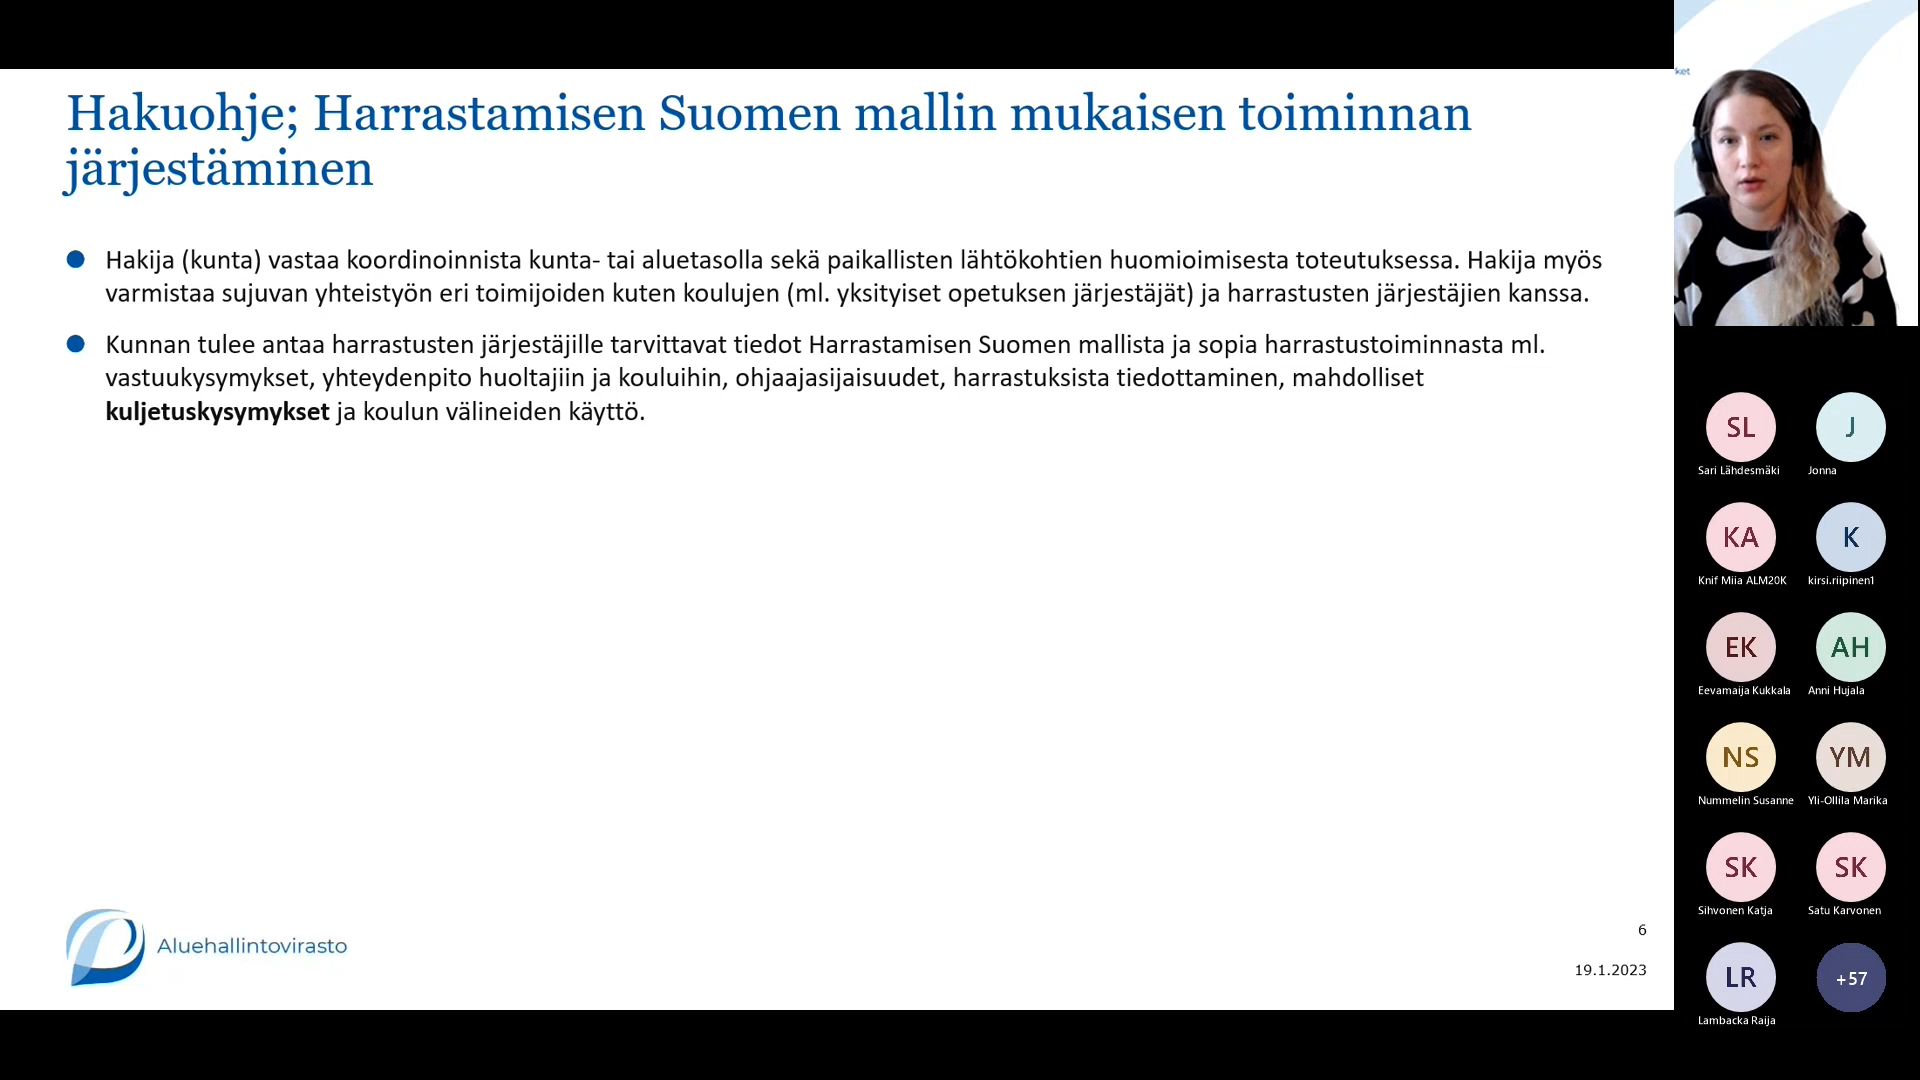 Hakuohje; Harrastamisen Suomen mallin mukaisen toiminnan
järjestäminen
Hakija (kunta) vastaa koordinoinnista kunta- tai aluetasolla sekä paikallisten lähtökohtien huomioimisesta toteutuksessa. Hakija myös
varmistaa sujuvan yhteistyön eri toimijoiden kuten koulujen (ml. yksityiset opetuksen järjestäjät) ja harrastusten järjestäjien kanssa.
Kunnan tulee antaa harrastusten järjestäjille tarvittavat tiedot Harrastamisen Suomen mallista ja sopia harrastustoiminnasta ml.
vastuukysymykset, yhteydenpito huoltajiin ja kouluihin, ohjaajasijaisuudet, harrastuksista tiedottaminen, mahdolliset
kuljetuskysymykset ja koulun välineiden käyttö.
Aluehallintovirasto
6
19.1.2023
SL
J
Sari Lähdesmäki
Jonna
KA
K
Knif Miia ALM20K
kirsi.riipinen1
EK
AH
Eevamaija Kukkala
Anni Hujala
NS
YM
Nummelin Susanne
Yli-Ollila Marika
SK
SK
Sihvonen Katja
Satu Karvonen
LR
+57
Lambacka Raija